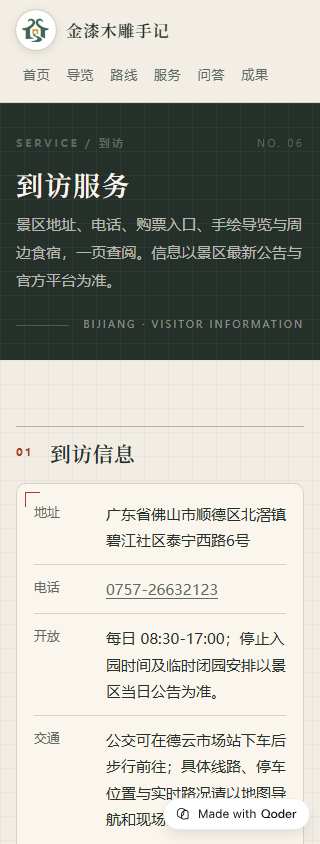 金漆木雕手记
首页 导览 路线 服务 问答 成果
SERVICE / 到访 NO. 06
到访服务
景区地址、电话、购票入口、手绘导览与周
边食宿，一页查阅。信息以景区最新公告与
官方平台为准。
BIJIANG · VISITOR INFORMATION
01 到访信息
地址 广东省佛山市顺德区北滘镇
碧江社区泰宁西路6号
电话 0757-26632123
开放 每日 08:30-17:00；停止入
园时间及临时闭园安排以景
区当日公告为准。
交通 公交可在德云市场站下车后
步行前往；具体线路、停车
位置与实时路况请以地图导
航和现场
Made with Qoder